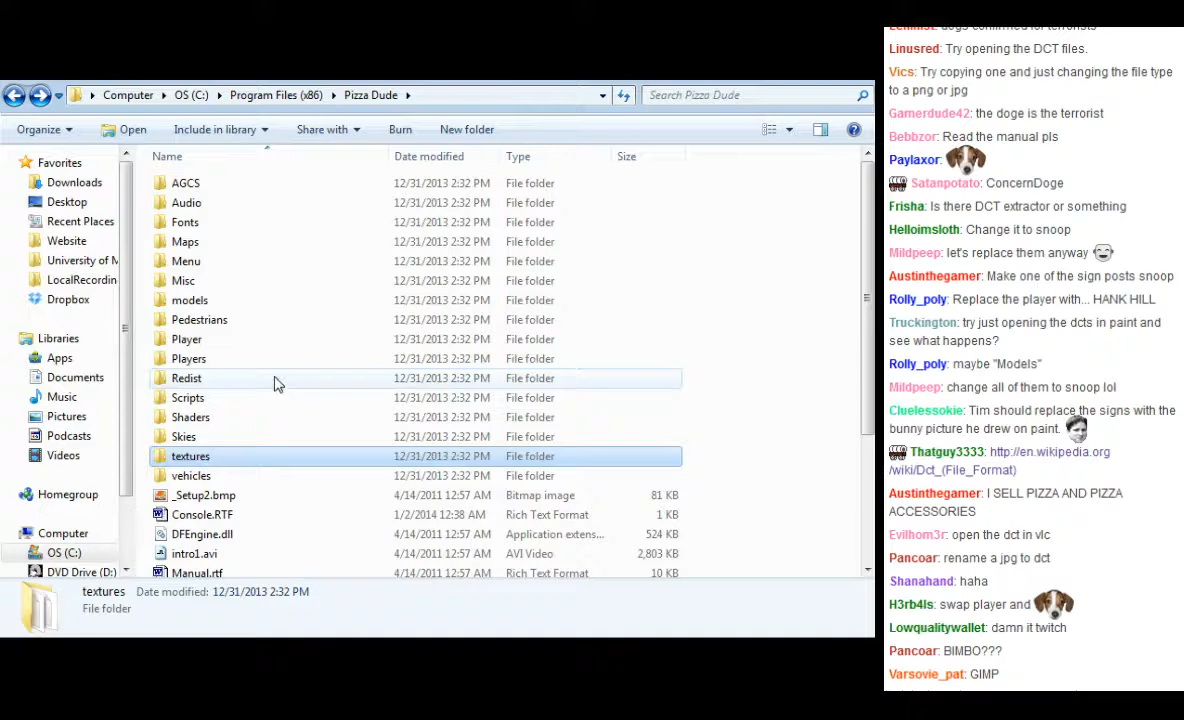 Computer OS (C:) Program Files (x86) Pizza Dude
Search Pizza Dude
Organize Open Include in library Share with Burn New folder
Name Date modified Type Size
Favorites
Downloads
Desktop
Recent Places
Website
University of M
LocalRecordin
Dropbox
Libraries
Apps
Documents
Music
Pictures
Podcasts
Videos
Homegroup
Computer
OS (C:)
DVD Drive (D:)
AGCS 12/31/2013 2:32 PM File folder
Audio 12/31/2013 2:32 PM File folder
Fonts 12/31/2013 2:32 PM File folder
Maps 12/31/2013 2:32 PM File folder
Menu 12/31/2013 2:32 PM File folder
Misc 12/31/2013 2:32 PM File folder
models 12/31/2013 2:32 PM File folder
Pedestrians 12/31/2013 2:32 PM File folder
Player 12/31/2013 2:32 PM File folder
Players 12/31/2013 2:32 PM File folder
Redist 12/31/2013 2:32 PM File folder
Scripts 12/31/2013 2:32 PM File folder
Shaders 12/31/2013 2:32 PM File folder
Skies 12/31/2013 2:32 PM File folder
textures 12/31/2013 2:32 PM File folder
vehicles 12/31/2013 2:32 PM File folder
_Setup2.bmp 4/14/2011 12:57 AM Bitmap image 81 KB
Console.RTF 1/2/2014 12:38 AM Rich Text Format 1 KB
DFEngine.dll 4/14/2011 12:57 AM Application extens... 524 KB
intro1.avi 4/14/2011 12:57 AM AVI Video 2,803 KB
Manual.rtf 4/14/2011 12:57 AM Rich Text Format 10 KB
textures Date modified: 12/31/2013 2:32 PM
File folder
Linusred: Try opening the DCT files.
Vics: Try copying one and just changing the file type
to a png or jpg
Gamerdude42: the doge is the terrorist
Bebbzor: Read the manual pls
Paylaxor:
Satanpotato: ConcernDoge
Frisha: Is there DCT extractor or something
Helloimsloth: Change it to snoop
Mildpeep: let's replace them anyway
Austinthegamer: Make one of the sign posts snoop
Rolly_poly: Replace the player with... HANK HILL
Truckington: try just opening the dcts in paint and
see what happens?
Rolly_poly: maybe "Models"
Mildpeep: change all of them to snoop lol
Cluelessokie: Tim should replace the signs with the
bunny picture he drew on paint.
Thatguy3333: http://en.wikipedia.org
/wiki/Dct_(File_Format)
Austinthegamer: I SELL PIZZA AND PIZZA
ACCESSORIES
Evilhom3r: open the dct in vlc
Pancoar: rename a jpg to dct
Shanahand: haha
H3rb4ls: swap player and
Lowqualitywallet: damn it twitch
Pancoar: BIMBO???
Varsovie_pat: GIMP